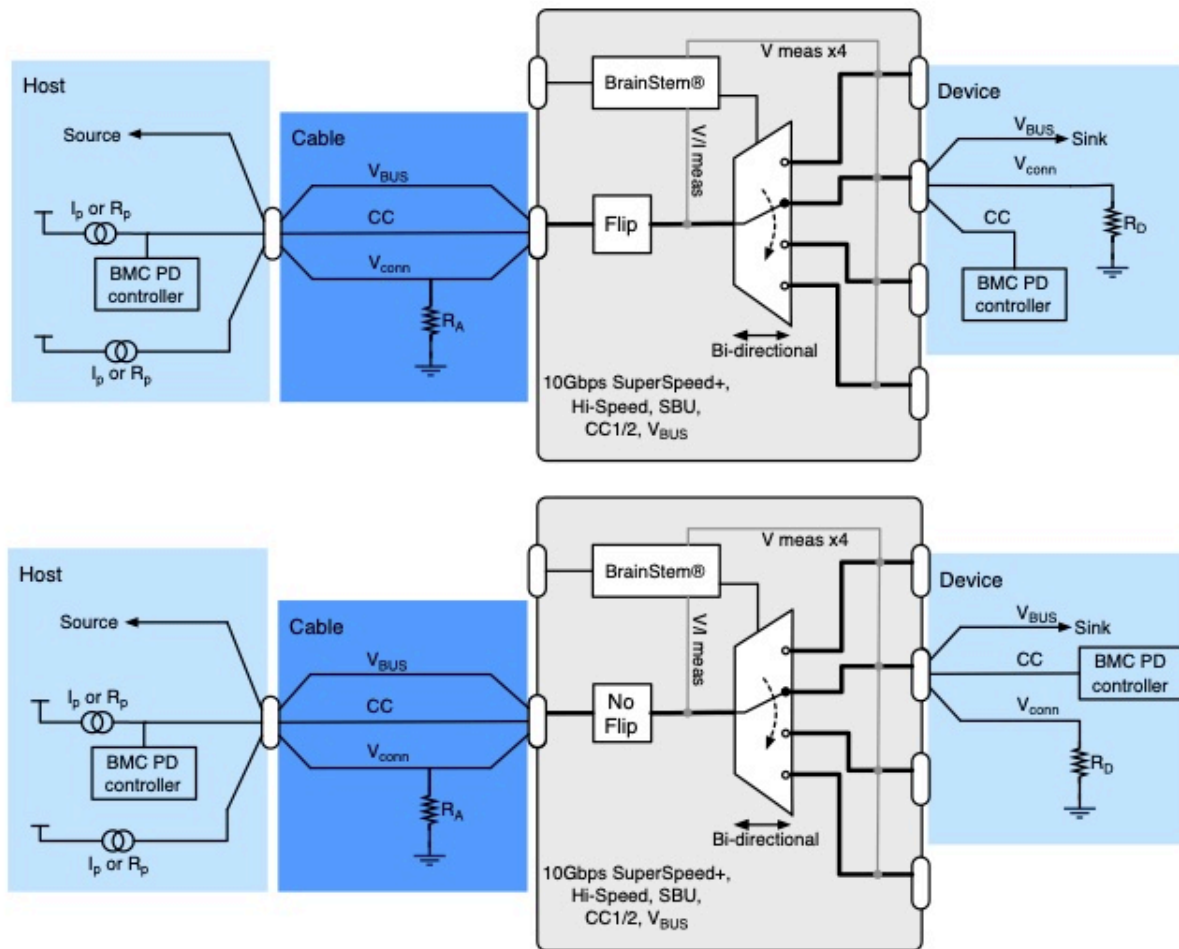 Host
Source
Ip or Rp
BMC PD
controller
Ip or Rp
Cable
VBUS
CC
Vconn
RA
BrainStem®
V meas x4
V/I meas
Flip
Bi-directional
10Gbps SuperSpeed+,
Hi-Speed, SBU,
CC1/2, VBUS
Device
VBUS
Sink
Vconn
CC
RD
BMC PD
controller
Host
Source
Ip or Rp
BMC PD
controller
Ip or Rp
Cable
VBUS
CC
Vconn
RA
BrainStem®
V meas x4
V/I meas
No
Flip
Bi-directional
10Gbps SuperSpeed+,
Hi-Speed, SBU,
CC1/2, VBUS
Device
VBUS
Sink
CC
BMC PD
controller
Vconn
RD